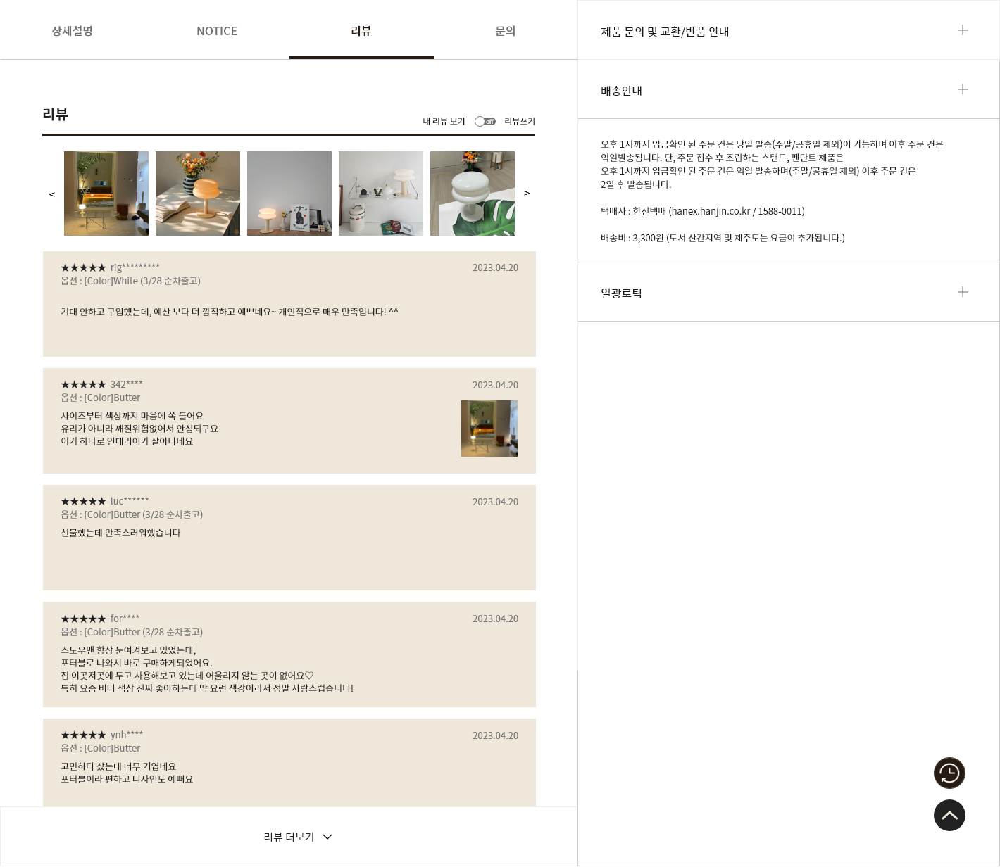 상세설명
NOTICE
리뷰
문의
리뷰
내 리뷰 보기
off
리뷰쓰기
<
>
★★★★★ rig*********
2023.04.20
옵션 : [Color]White (3/28 순차출고)
기대 안하고 구입했는데, 예산 보다 더 깜직하고 예쁘네요~ 개인적으로 매우 만족입니다! ^^
★★★★★ 342****
2023.04.20
옵션 : [Color]Butter
사이즈부터 색상까지 마음에 쏙 들어요
유리가 아니라 깨질위험없어서 안심되구요
이거 하나로 인테리어가 살아나네요
★★★★★ luc******
2023.04.20
옵션 : [Color]Butter (3/28 순차출고)
선물했는데 만족스러워했습니다
★★★★★ for****
2023.04.20
옵션 : [Color]Butter (3/28 순차출고)
스노우맨 항상 눈여겨보고 있었는데,
포터블로 나와서 바로 구매하게되었어요.
집 이곳저곳에 두고 사용해보고 있는데 어울리지 않는 곳이 없어요♡
특히 요즘 버터 색상 진짜 좋아하는데 딱 요런 색강이라서 정말 사랑스럽습니다!
★★★★★ ynh****
2023.04.20
옵션 : [Color]Butter
고민하다 샀는대 너무 기엽네요
포터블이라 편하고 디자인도 예뻐요
리뷰 더보기
제품 문의 및 교환/반품 안내
배송안내
오후 1시까지 입금확인 된 주문 건은 당일 발송(주말/공휴일 제외)이 가능하며 이후 주문 건은
익일발송됩니다. 단, 주문 접수 후 조립하는 스탠드, 펜단트 제품은
오후 1시까지 입금확인 된 주문 건은 익일 발송하며(주말/공휴일 제외) 이후 주문 건은
2일 후 발송됩니다.
택배사 : 한진택배 (hanex.hanjin.co.kr / 1588-0011)
배송비 : 3,300원 (도서 산간지역 및 제주도는 요금이 추가됩니다.)
일광로틱